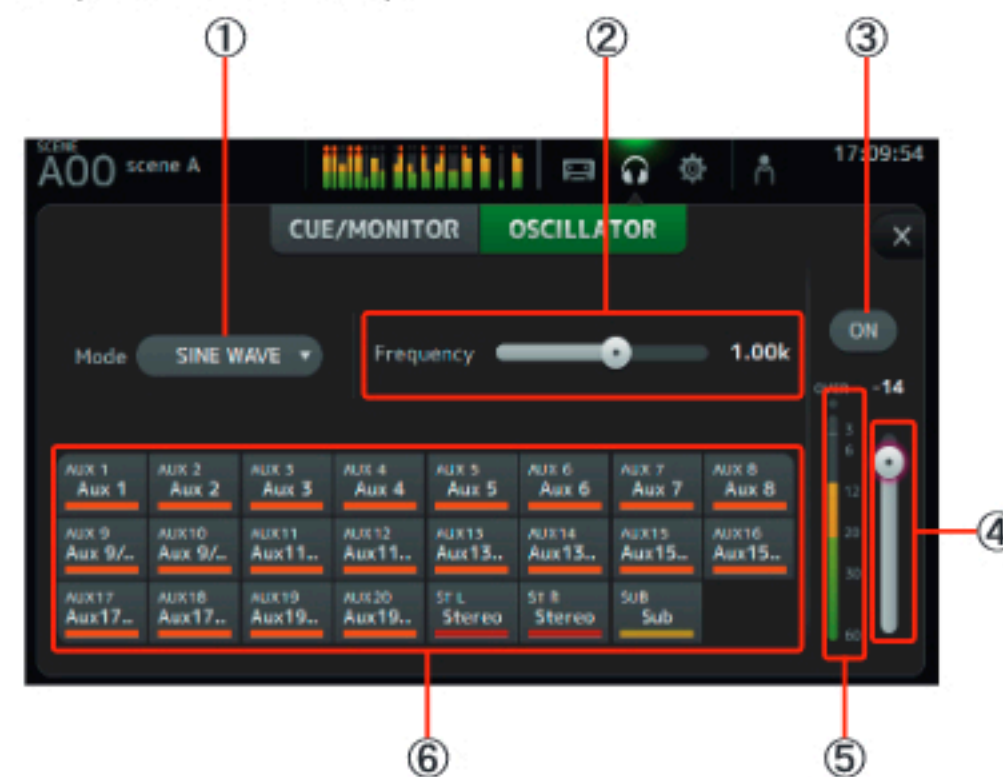 ① ② ③
SCENE
A00 scene A 17:09:54
CUE/MONITOR OSCILLATOR ×
Mode SINE WAVE ▼ Frequency 1.00k ON
OVER -14
3
6
12
20
30
60
④
AUX 1 AUX 2 AUX 3 AUX 4 AUX 5 AUX 6 AUX 7 AUX 8
Aux 1 Aux 2 Aux 3 Aux 4 Aux 5 Aux 6 Aux 7 Aux 8
AUX 9 AUX10 AUX11 AUX12 AUX13 AUX14 AUX15 AUX16
Aux 9/.. Aux 9/.. Aux11.. Aux11.. Aux13.. Aux13.. Aux15.. Aux15..
AUX17 AUX18 AUX19 AUX20 ST L ST R SUB
Aux17.. Aux17.. Aux19.. Aux19.. Stereo Stereo Sub
⑥ ⑤